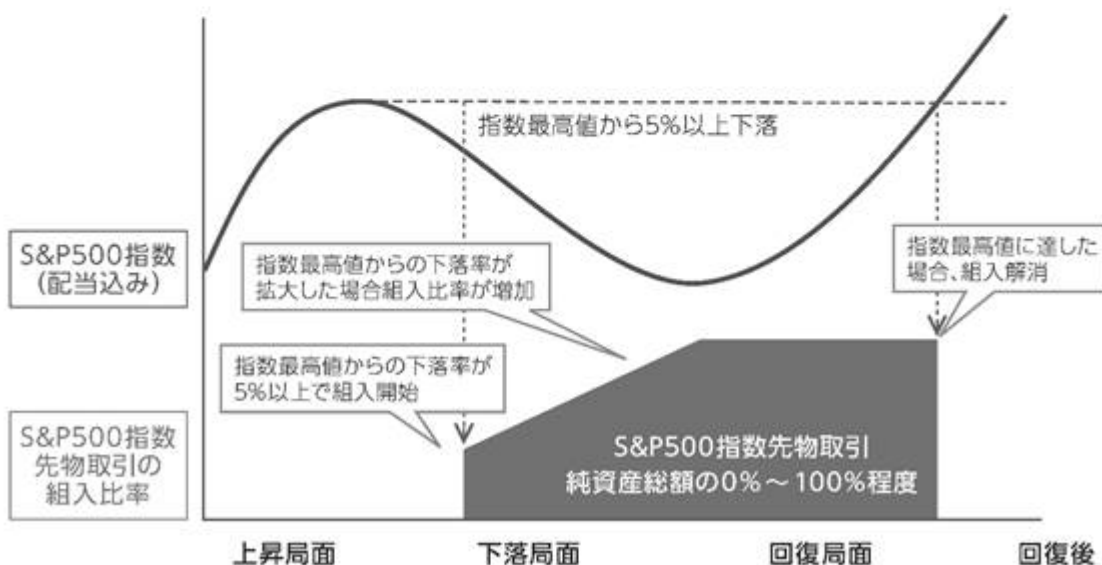 指数最高値から5%以上下落
S&P500指数
(配当込み)
指数最高値からの下落率が
拡大した場合組入比率が増加
指数最高値に達した
場合、組入解消
指数最高値からの下落率が
5%以上で組入開始
S&P500指数
先物取引の
組入比率
S&P500指数先物取引
純資産総額の0%～100%程度
上昇局面
下落局面
回復局面
回復後